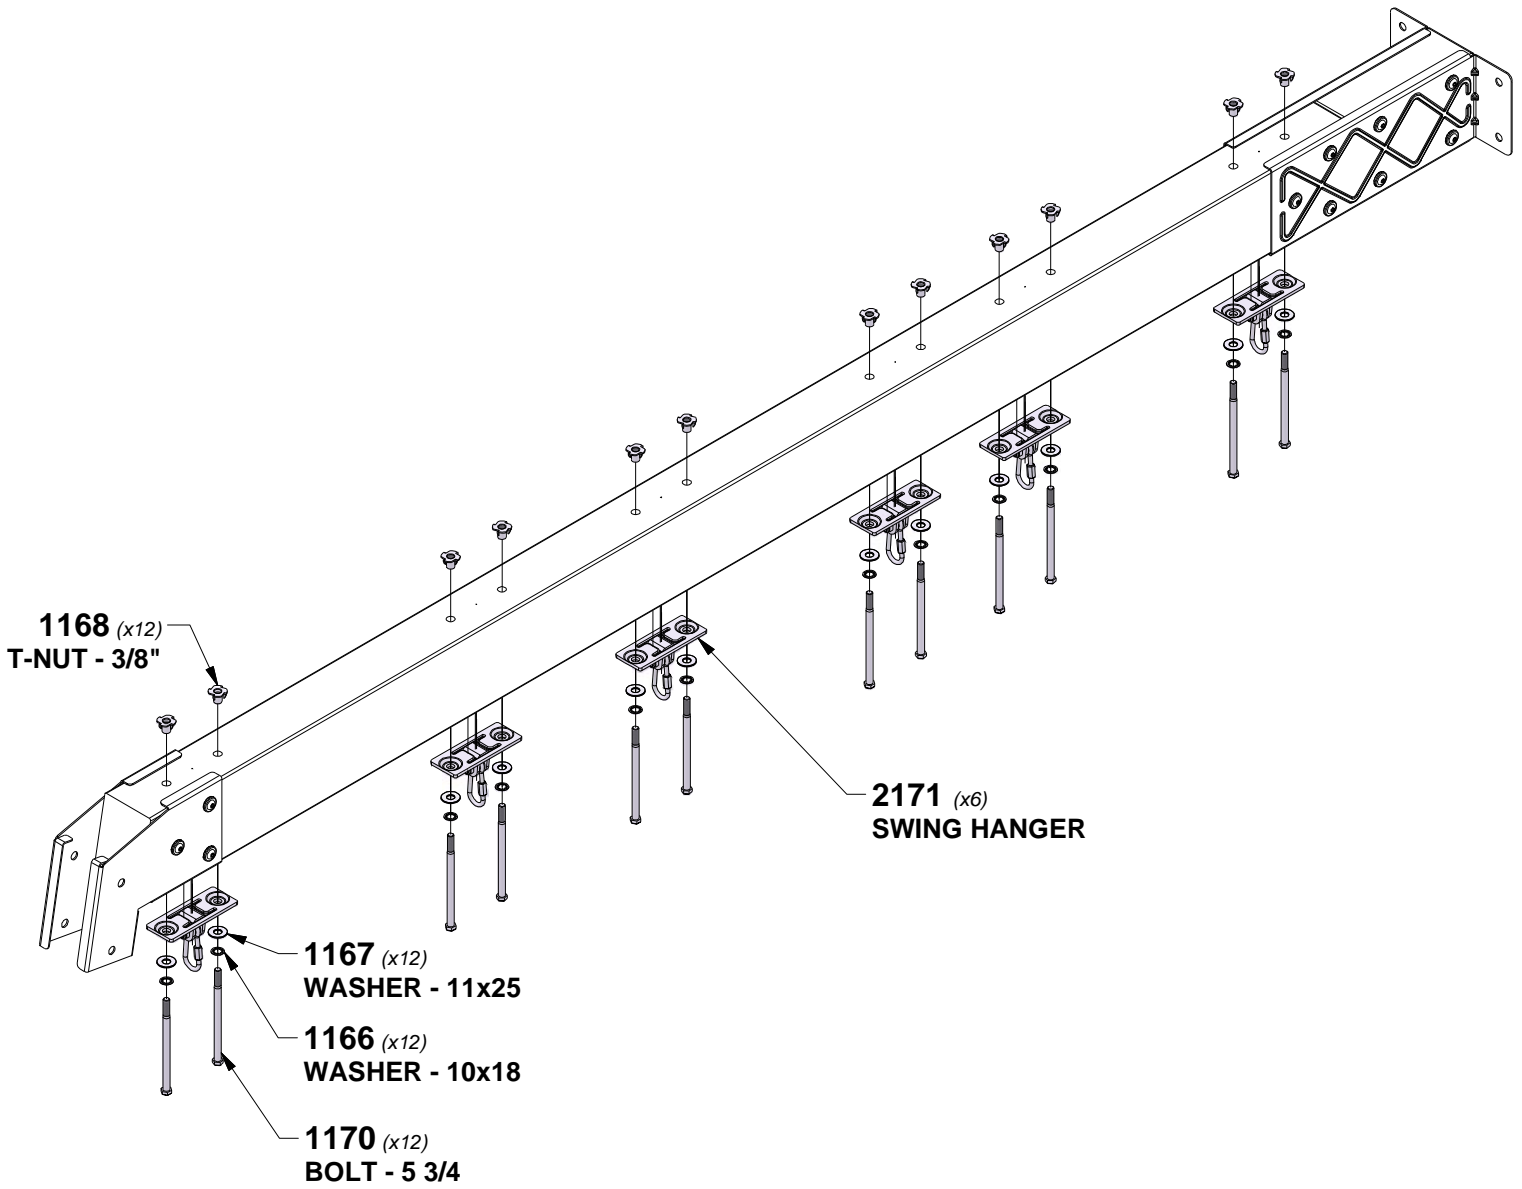 1168 (x12)
T-NUT - 3/8"
2171 (x6)
SWING HANGER
1167 (x12)
WASHER - 11x25
1166 (x12)
WASHER - 10x18
1170 (x12)
BOLT - 5 3/4